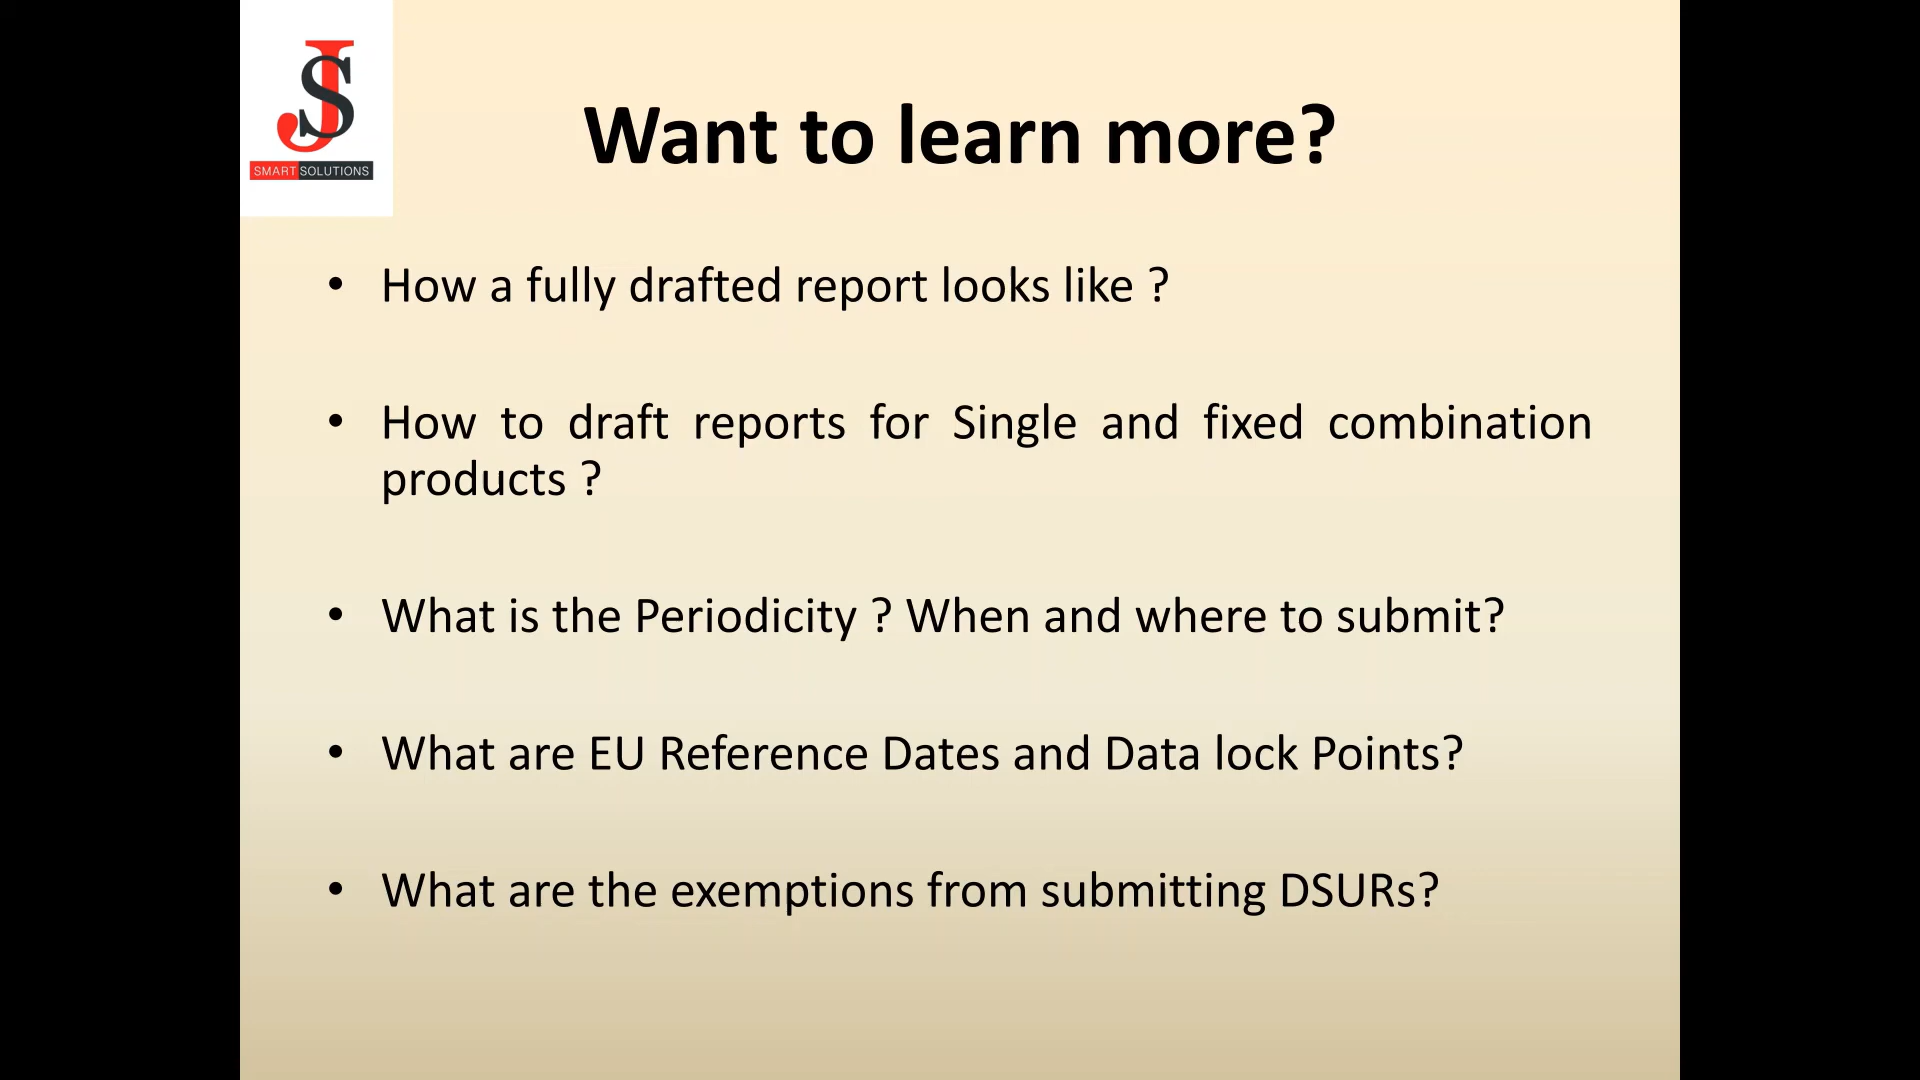 JS
SMART SOLUTIONS
Want to learn more?
• How a fully drafted report looks like ?
• How to draft reports for Single and fixed combination
products ?
• What is the Periodicity ? When and where to submit?
• What are EU Reference Dates and Data lock Points?
• What are the exemptions from submitting DSURs?